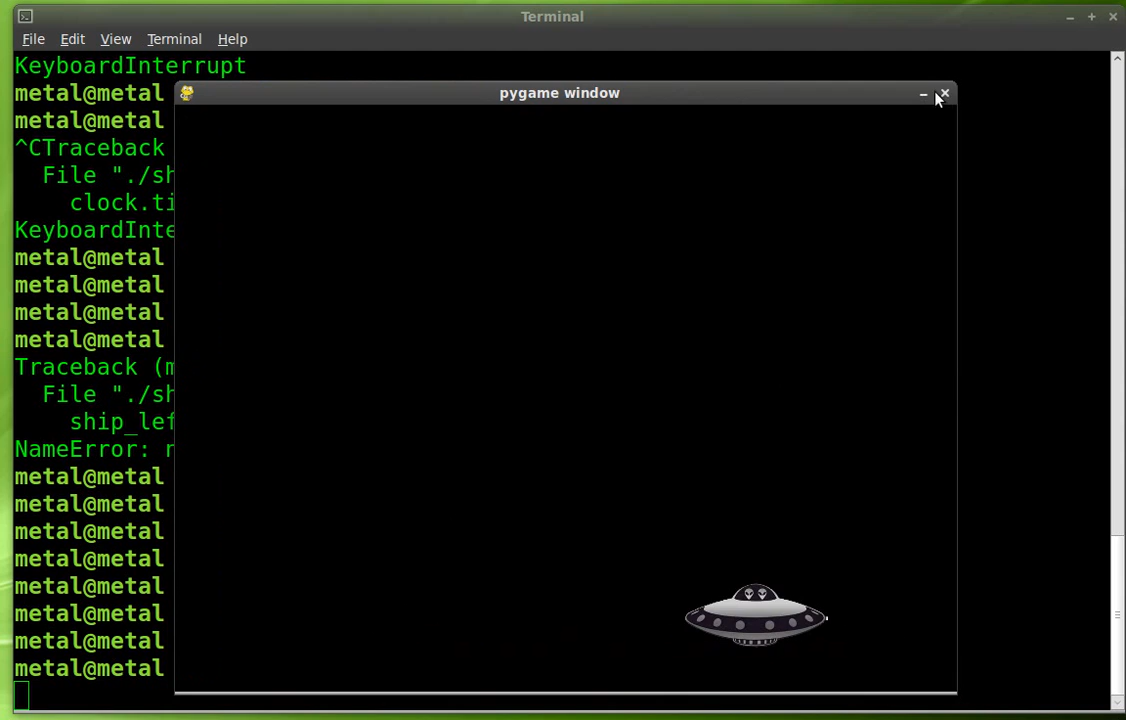 Terminal
File Edit View Terminal Help
KeyboardInterrupt
metal@metal
pygame window
metal@metal
^CTraceback
File "./sh
clock.ti
KeyboardInte
metal@metal
metal@metal
metal@metal
metal@metal
Traceback (m
File "./sh
ship_lef
NameError: n
metal@metal
metal@metal
metal@metal
metal@metal
metal@metal
metal@metal
metal@metal
metal@metal